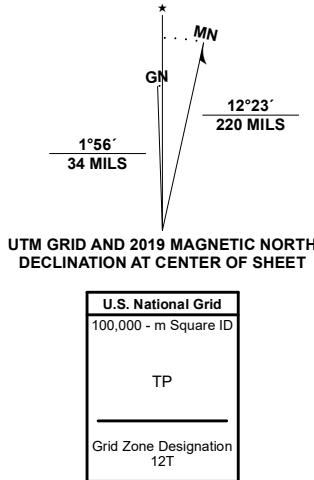 ★
MN
GN
12°23´
220 MILS
1°56´
34 MILS
UTM GRID AND 2019 MAGNETIC NORTH
DECLINATION AT CENTER OF SHEET
U.S. National Grid
100,000 - m Square ID
TP
Grid Zone Designation
12T